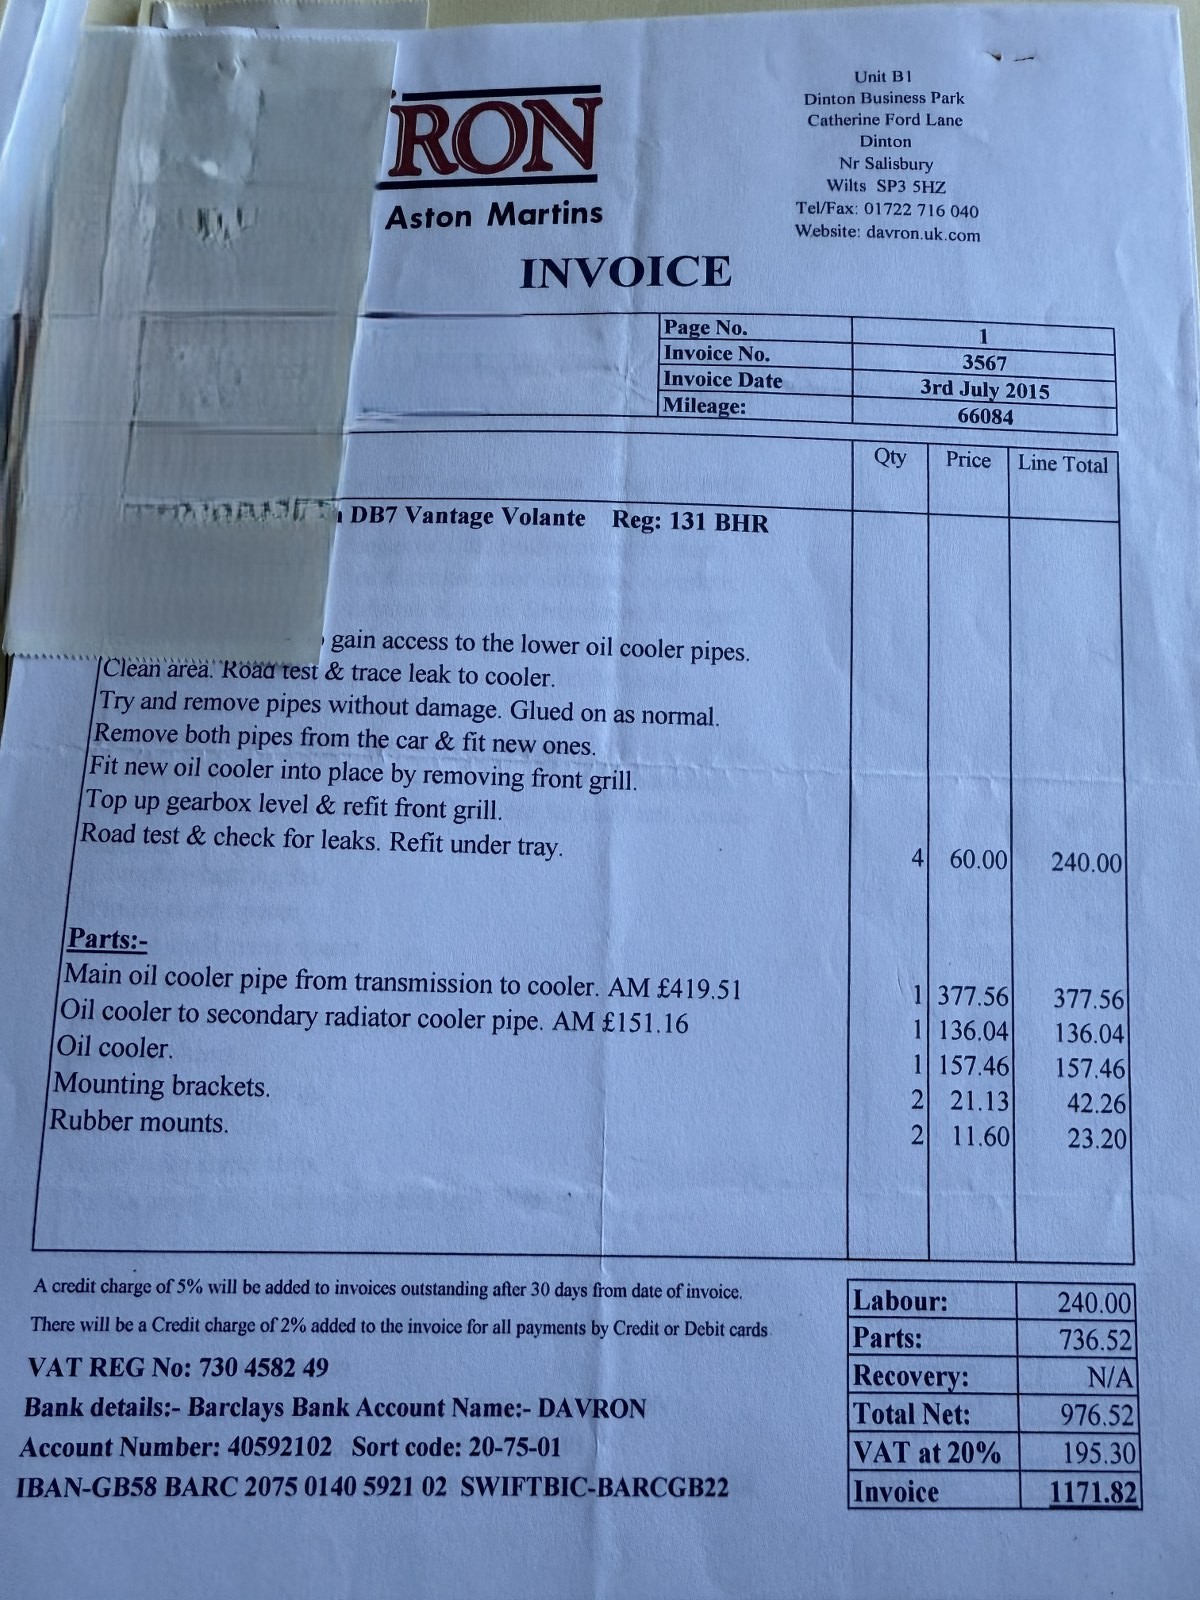 RON
Aston Martins
Unit B1
Dinton Business Park
Catherine Ford Lane
Dinton
Nr Salisbury
Wilts SP3 5HZ
Tel/Fax: 01722 716 040
Website: davron.uk.com
INVOICE
Page No. 1
Invoice No. 3567
Invoice Date 3rd July 2015
Mileage: 66084
Qty Price Line Total
DB7 Vantage Volante Reg: 131 BHR
gain access to the lower oil cooler pipes.
Clean area. Road test & trace leak to cooler.
Try and remove pipes without damage. Glued on as normal.
Remove both pipes from the car & fit new ones.
Fit new oil cooler into place by removing front grill.
Top up gearbox level & refit front grill.
Road test & check for leaks. Refit under tray. 4 60.00 240.00
Parts:-
Main oil cooler pipe from transmission to cooler. AM £419.51 1 377.56 377.56
Oil cooler to secondary radiator cooler pipe. AM £151.16 1 136.04 136.04
Oil cooler. 1 157.46 157.46
Mounting brackets. 2 21.13 42.26
Rubber mounts. 2 11.60 23.20
A credit charge of 5% will be added to invoices outstanding after 30 days from date of invoice.
There will be a Credit charge of 2% added to the invoice for all payments by Credit or Debit cards
VAT REG No: 730 4582 49
Bank details:- Barclays Bank Account Name:- DAVRON
Account Number: 40592102 Sort code: 20-75-01
IBAN-GB58 BARC 2075 0140 5921 02 SWIFTBIC-BARCGB22
Labour: 240.00
Parts: 736.52
Recovery: N/A
Total Net: 976.52
VAT at 20% 195.30
Invoice 1171.82